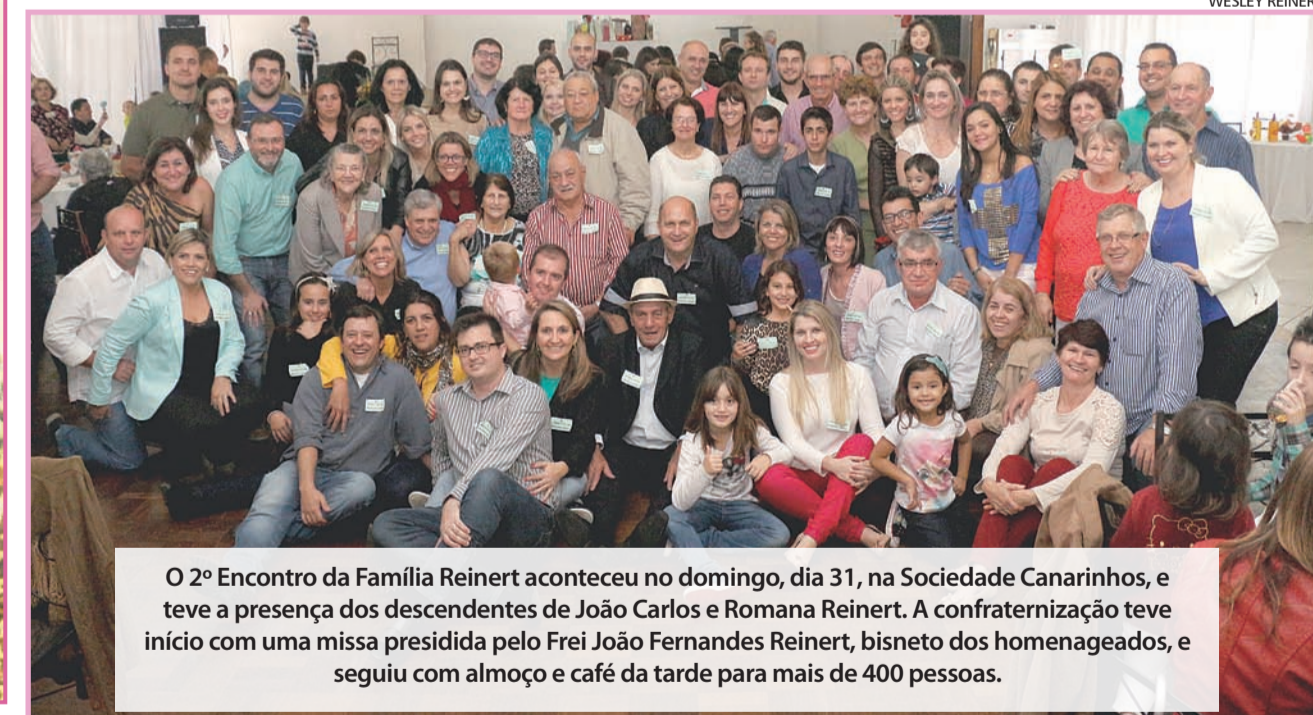 WESLEY REINER
O 2º Encontro da Família Reinert aconteceu no domingo, dia 31, na Sociedade Canarinhos, e
teve a presença dos descendentes de João Carlos e Romana Reinert. A confraternização teve
início com uma missa presidida pelo Frei João Fernandes Reinert, bisneto dos homenageados, e
seguiu com almoço e café da tarde para mais de 400 pessoas.